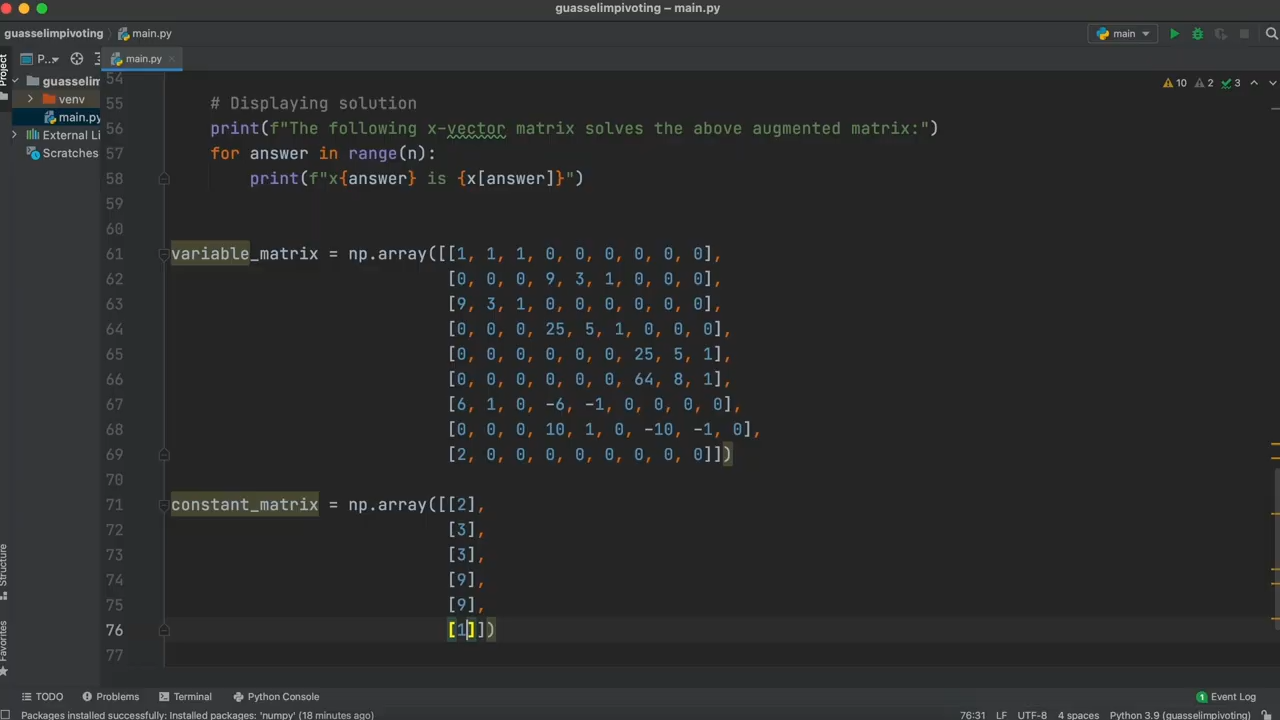 guasselimpivoting – main.py
guasselimpivoting
main.py
main
Project
P...
main.py
guasselim
venv
main.py
External Li
Scratches
10
2
3
54
55 # Displaying solution
56 print(f"The following x-vector matrix solves the above augmented matrix:")
57 for answer in range(n):
58 print(f"x{answer} is {x[answer]}")
59
60
61 variable_matrix = np.array([[1, 1, 1, 0, 0, 0, 0, 0, 0],
62 [0, 0, 0, 9, 3, 1, 0, 0, 0],
63 [9, 3, 1, 0, 0, 0, 0, 0, 0],
64 [0, 0, 0, 25, 5, 1, 0, 0, 0],
65 [0, 0, 0, 0, 0, 0, 25, 5, 1],
66 [0, 0, 0, 0, 0, 0, 64, 8, 1],
67 [6, 1, 0, -6, -1, 0, 0, 0, 0],
68 [0, 0, 0, 10, 1, 0, -10, -1, 0],
69 [2, 0, 0, 0, 0, 0, 0, 0, 0]])
70
71 constant_matrix = np.array([[2],
72 [3],
73 [3],
74 [9],
75 [9],
76 [1]])
77
Structure
Favorites
TODO
Problems
Terminal
Python Console
1 Event Log
Packages installed successfully: Installed packages: 'numpy' (18 minutes ago)
76:31 LF UTF-8 4 spaces Python 3.9 (guasselimpivoting)